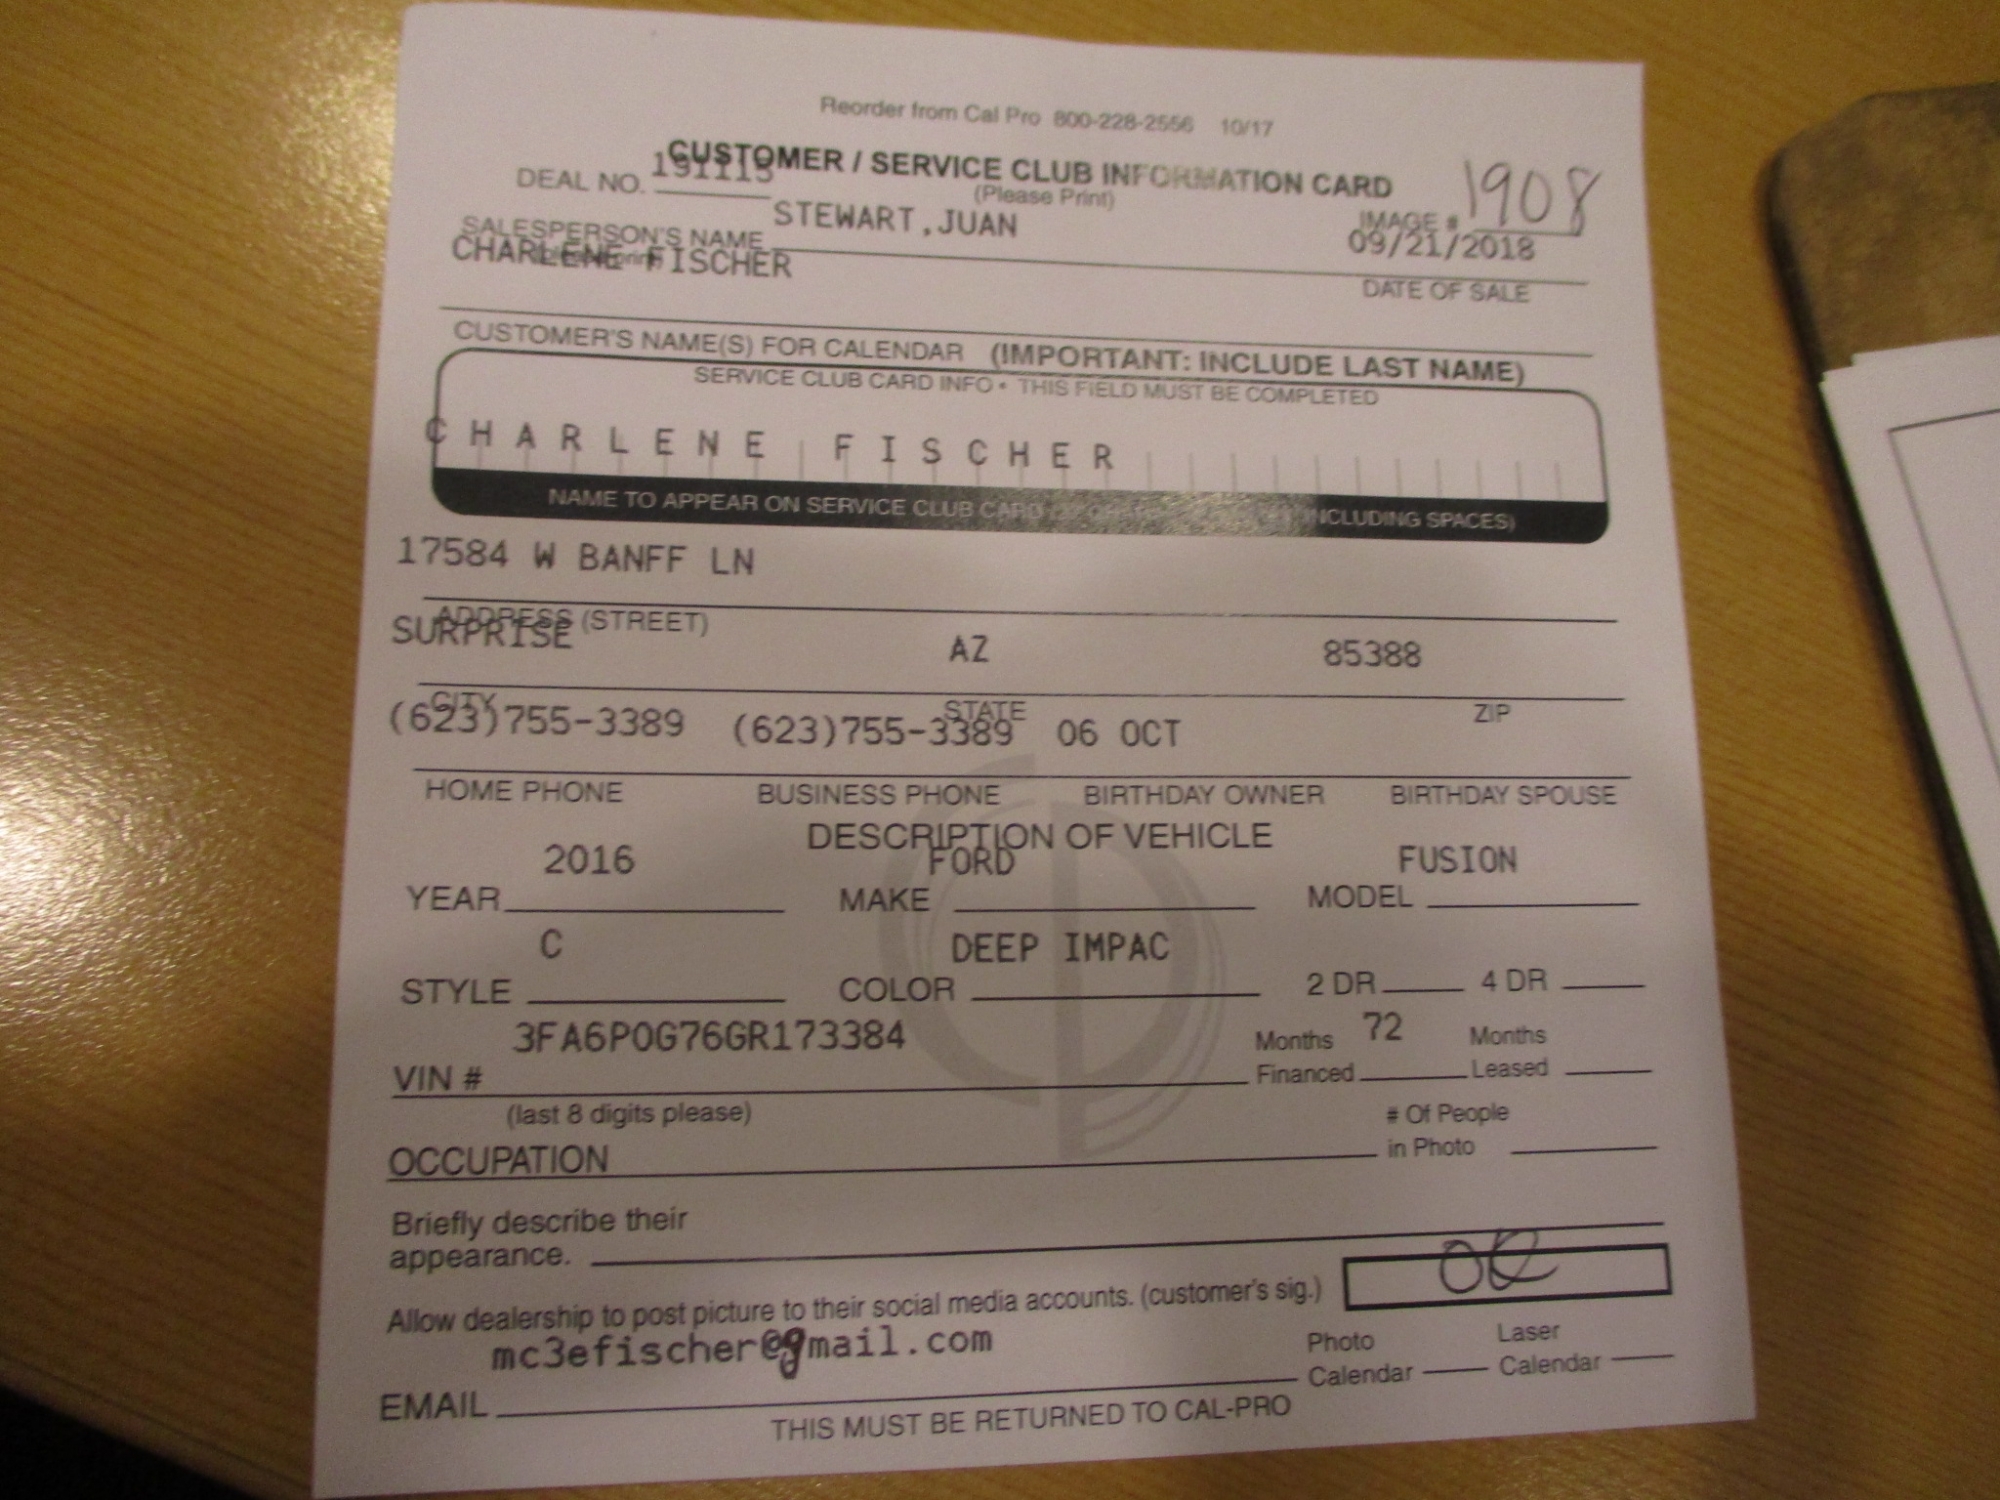 Reorder from Cal Pro 800-228-2556 10/17
CUSTOMER / SERVICE CLUB INFORMATION CARD
(Please Print)
DEAL NO. 191115
IMAGE # 1908
SALESPERSON'S NAME STEWART,JUAN
09/21/2018
CHARLENE FISCHER
DATE OF SALE
CUSTOMER'S NAME(S) FOR CALENDAR (IMPORTANT: INCLUDE LAST NAME)
SERVICE CLUB CARD INFO • THIS FIELD MUST BE COMPLETED
CHARLENE FISCHER
NAME TO APPEAR ON SERVICE CLUB CARD INCLUDING SPACES)
17584 W BANFF LN
ADDRESS (STREET)
SURPRISE AZ 85388
CITY STATE ZIP
(623)755-3389 (623)755-3389 06 OCT
HOME PHONE BUSINESS PHONE BIRTHDAY OWNER BIRTHDAY SPOUSE
DESCRIPTION OF VEHICLE
2016 FORD FUSION
YEAR MAKE MODEL
C DEEP IMPAC
STYLE COLOR 2 DR 4 DR
3FA6P0G76GR173384 Months 72 Months
VIN # Financed Leased
(last 8 digits please) # Of People
OCCUPATION in Photo
Briefly describe their
appearance.
Allow dealership to post picture to their social media accounts. (customer's sig.)
mc3efischer@gmail.com Photo Laser
EMAIL Calendar Calendar
THIS MUST BE RETURNED TO CAL-PRO